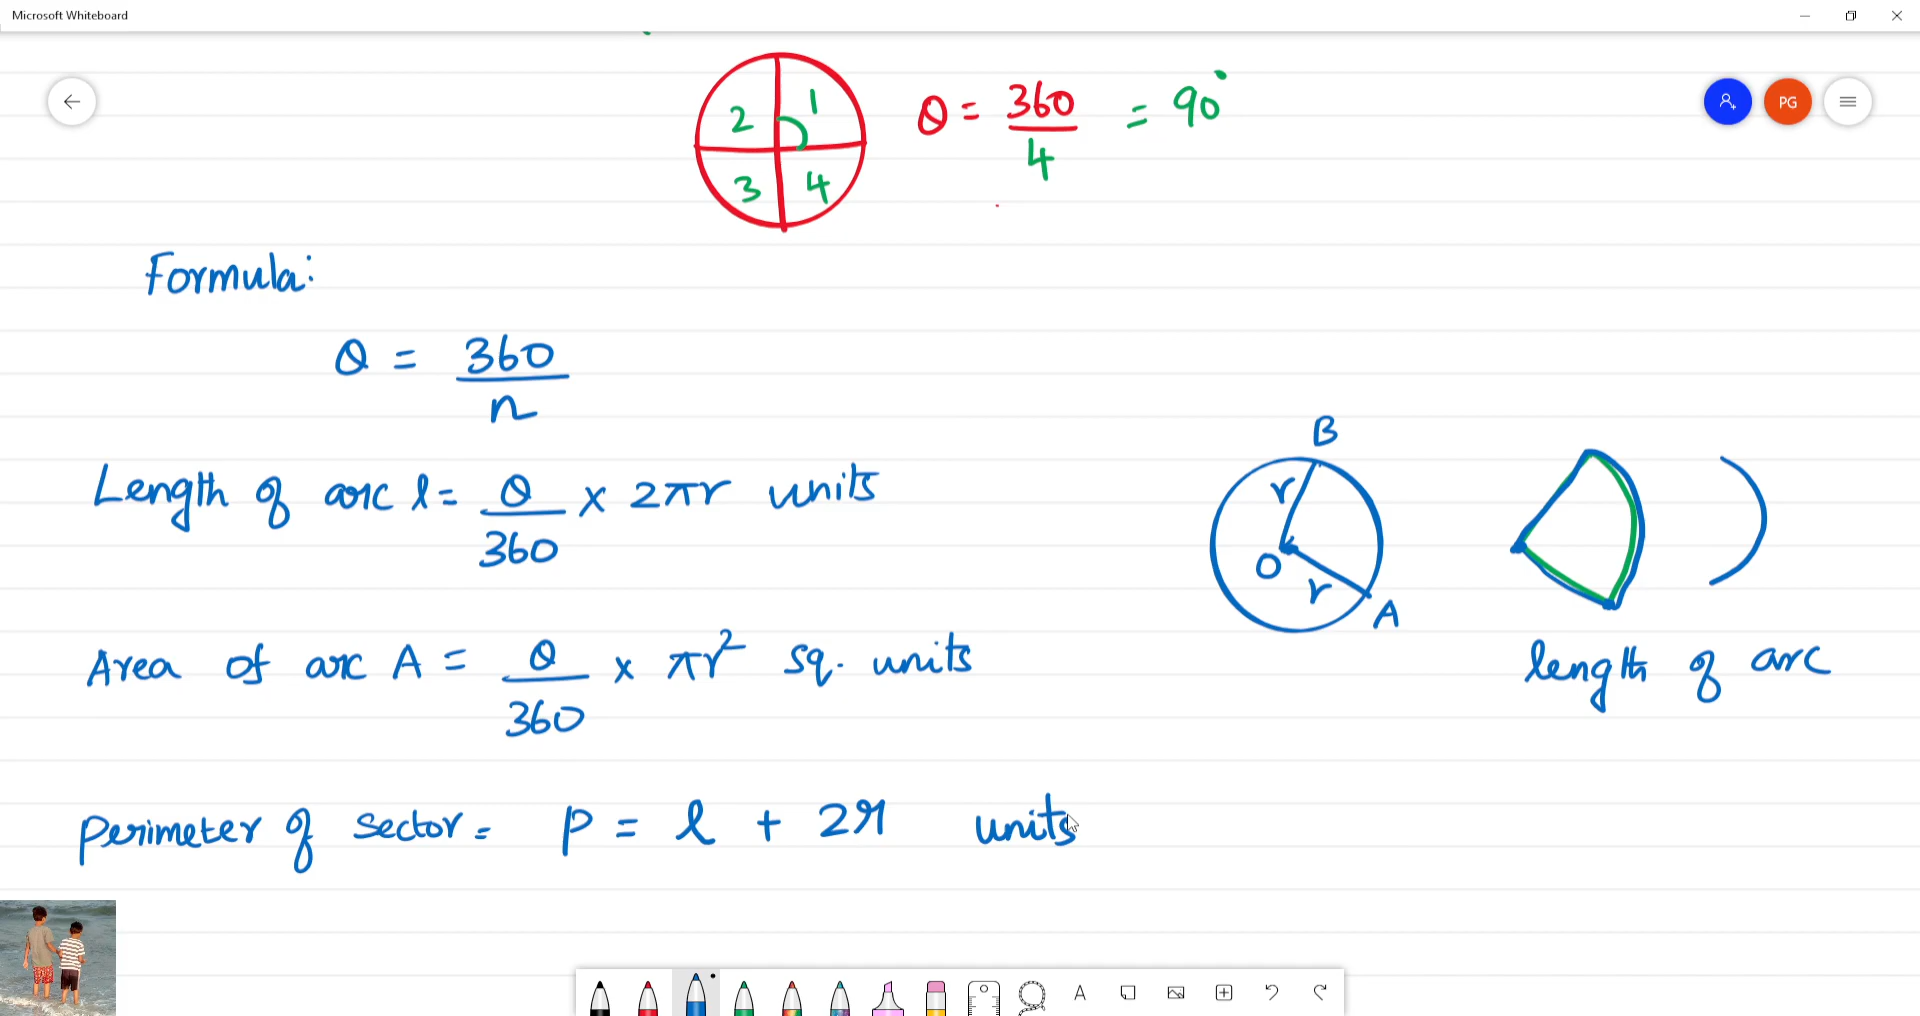 Microsoft Whiteboard
2 1
3 4
θ = 360/4 = 90°
PG
Formula:
θ = 360/n
Length of arc l = θ/360 × 2πr units
B
r
O
r
A
Area of arc A = θ/360 × πr² sq. units
length of arc
perimeter of sector = P = l + 2r units
A